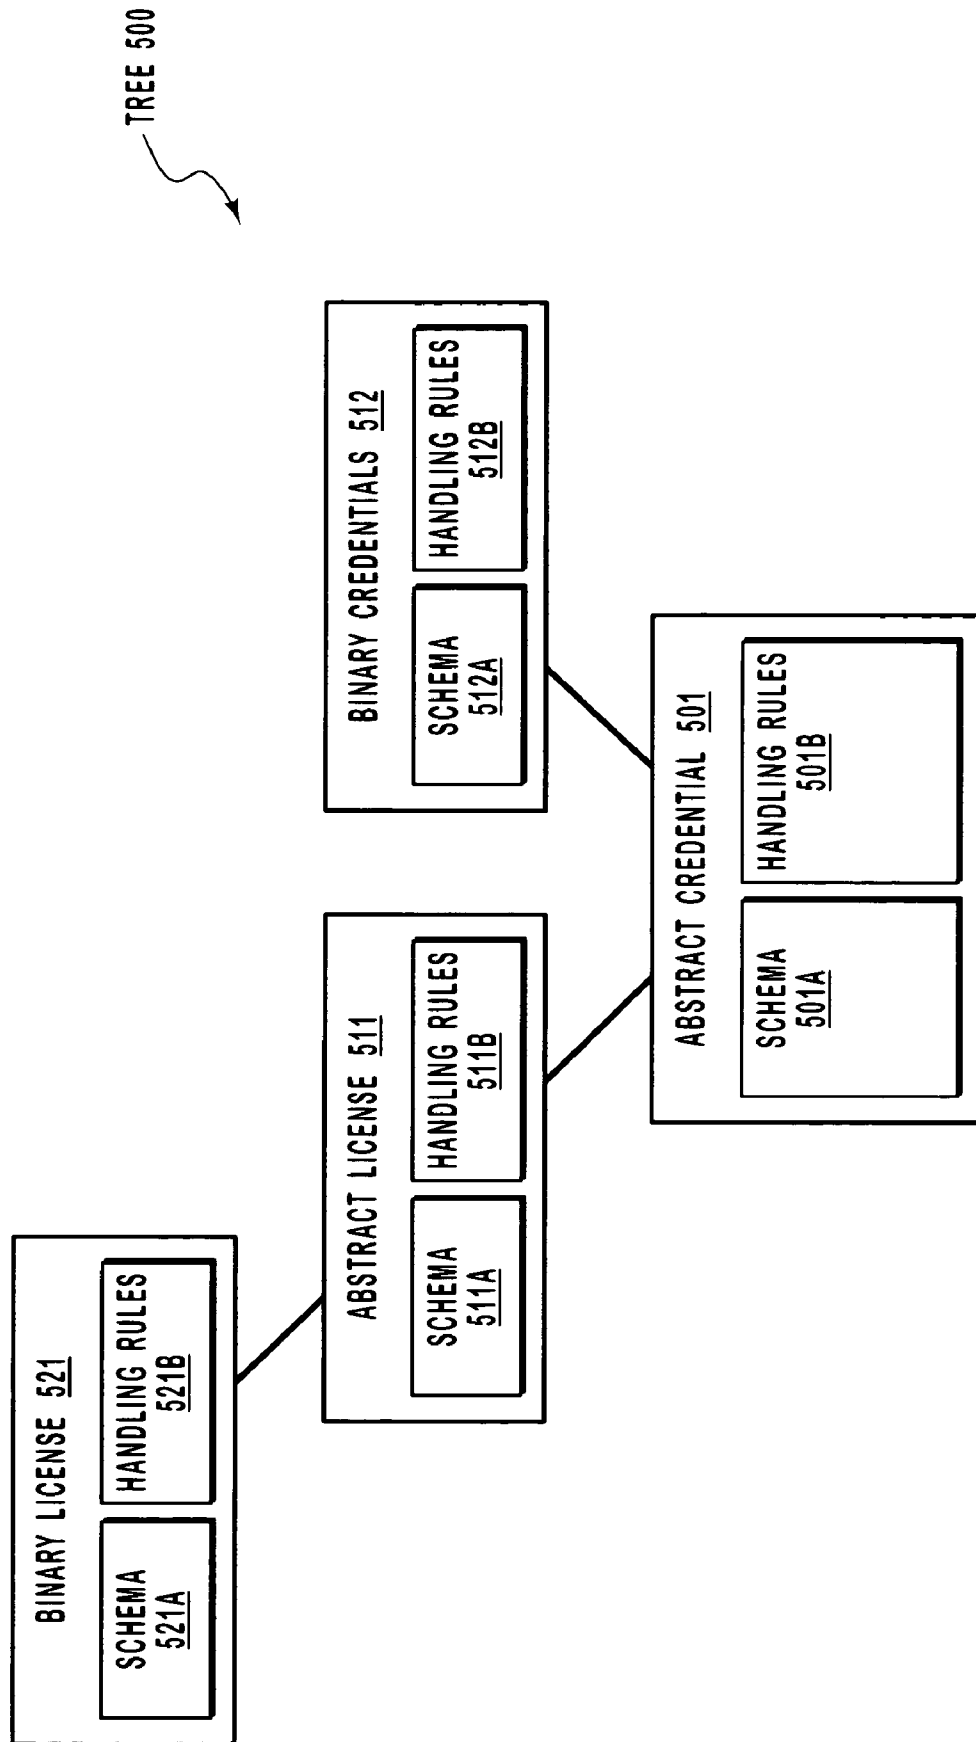 TREE 500
BINARY LICENSE 521
SCHEMA
521A
HANDLING RULES
521B
ABSTRACT LICENSE 511
SCHEMA
511A
HANDLING RULES
511B
BINARY CREDENTIALS 512
SCHEMA
512A
HANDLING RULES
512B
ABSTRACT CREDENTIAL 501
SCHEMA
501A
HANDLING RULES
501B